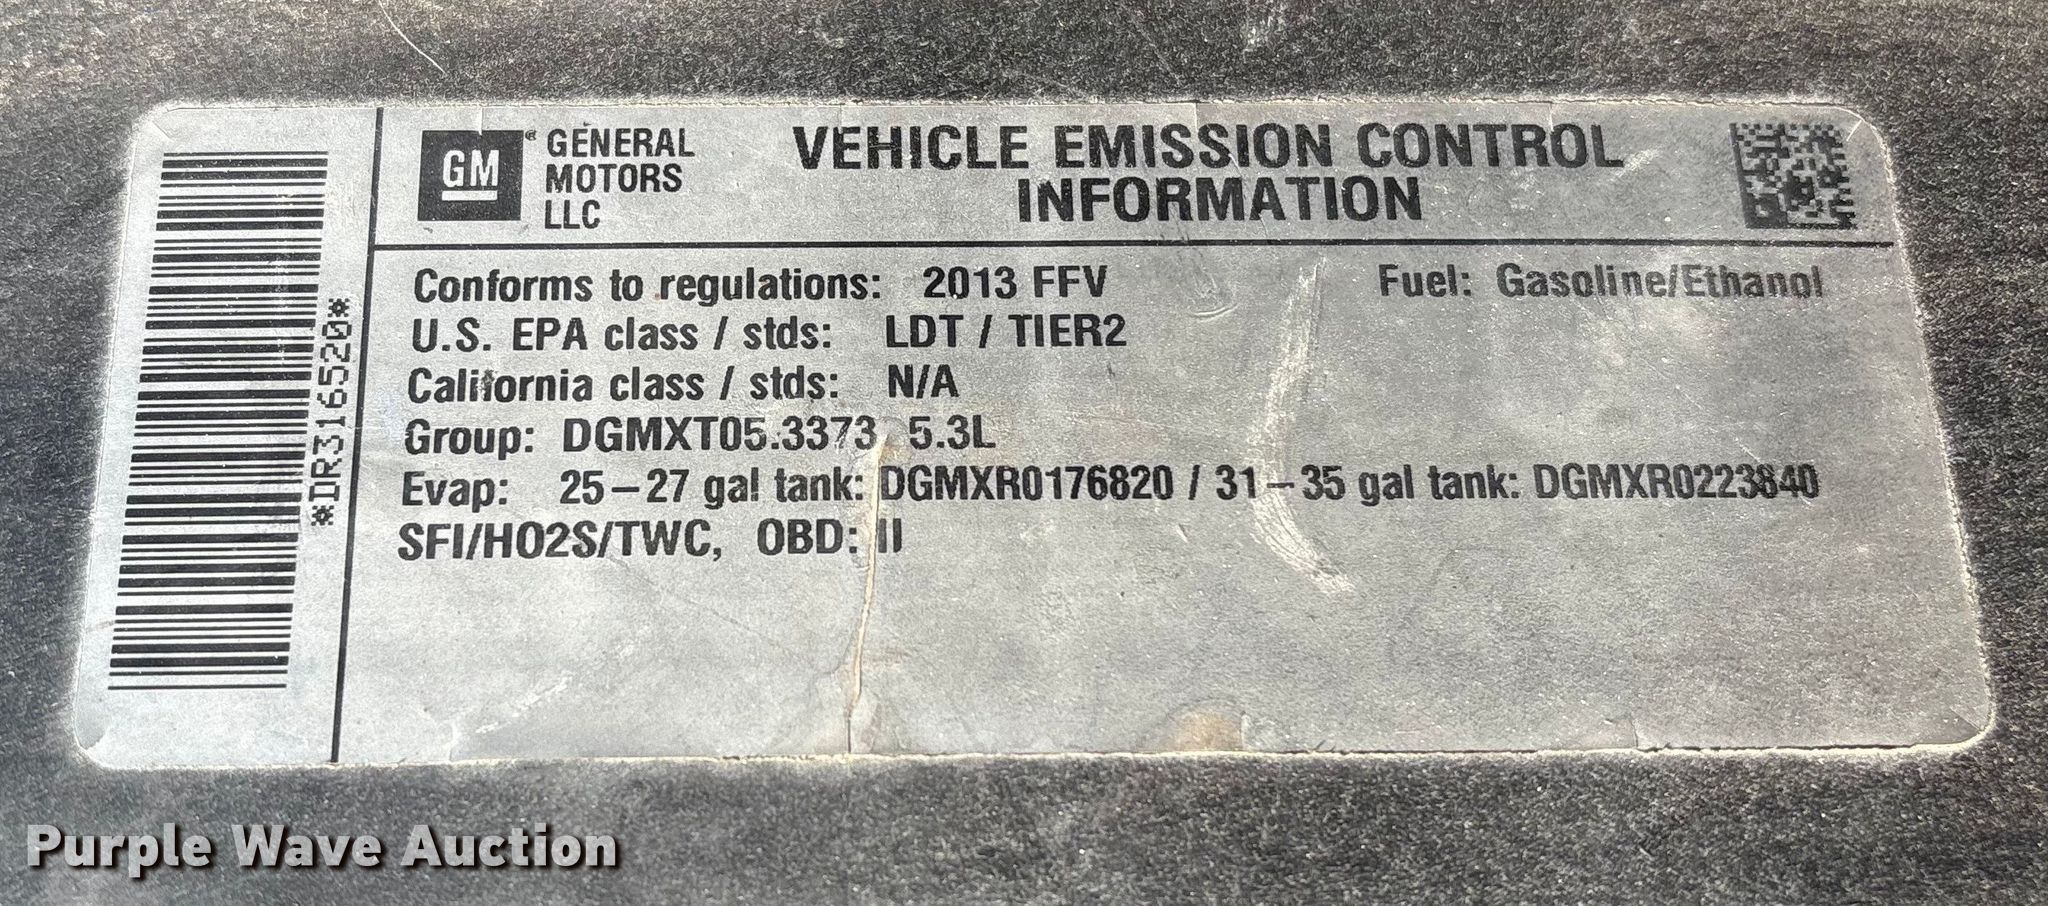 *DR316520*
GM
®
GENERAL
MOTORS
LLC
VEHICLE EMISSION CONTROL
INFORMATION
Conforms to regulations: 2013 FFV Fuel: Gasoline/Ethanol
U.S. EPA class / stds: LDT / TIER2
California class / stds: N/A
Group: DGMXT05.3373 5.3L
Evap: 25–27 gal tank: DGMXR0176820 / 31–35 gal tank: DGMXR0223840
SFI/HO2S/TWC, OBD: II
Purple Wave Auction